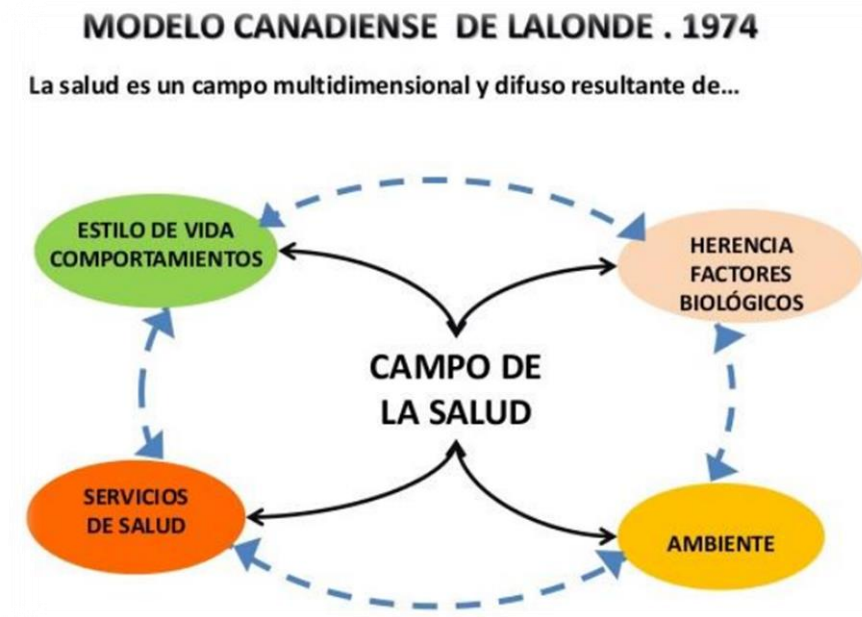 MODELO CANADIENSE DE LALONDE . 1974
La salud es un campo multidimensional y difuso resultante de...
ESTILO DE VIDA
COMPORTAMIENTOS
HERENCIA
FACTORES
BIOLÓGICOS
CAMPO DE
LA SALUD
SERVICIOS
DE SALUD
AMBIENTE